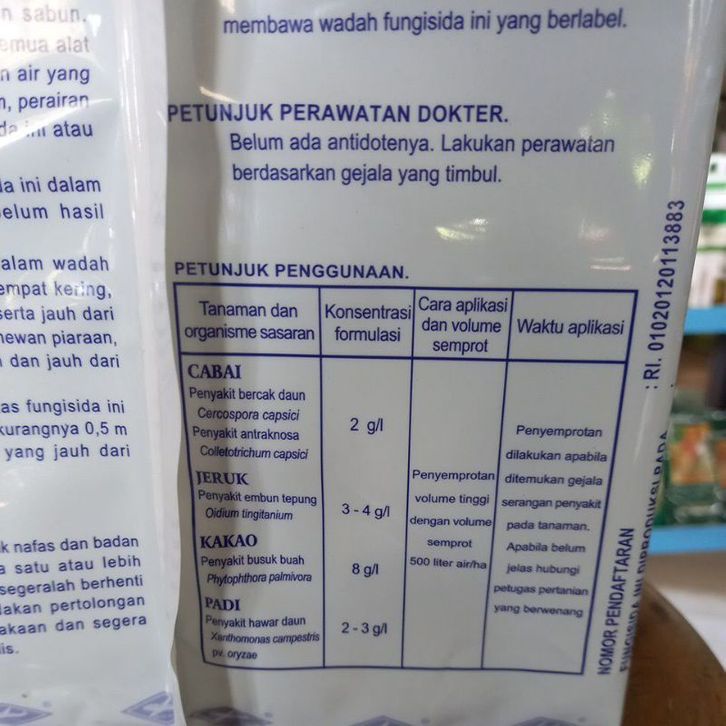 n sabun.
emua alat
n air yang
n, perairan
atau
la ini dalam
elum hasil
alam wadah
empat kering,
serta jauh dari
hewan piaraan,
n dan jauh dari
as fungisida ini
kurangnya 0,5 m
yang jauh dari
k nafas dan badan
a satu atau lebih
segeralah berhenti
lakan pertolongan
akaan dan segera
is.
membawa wadah fungisida ini yang berlabel.
PETUNJUK PERAWATAN DOKTER.
Belum ada antidotenya. Lakukan perawatan
berdasarkan gejala yang timbul.
PETUNJUK PENGGUNAAN.
Tanaman dan
organisme sasaran
Konsentrasi
formulasi
Cara aplikasi
dan volume
semprot
Waktu aplikasi
CABAI
Penyakit bercak daun
Cercospora capsici
Penyakit antraknosa
Colletotrichum capsici
2 g/l
JERUK
Penyakit embun tepung
Oidium tingitanium
3 - 4 g/l
KAKAO
Penyakit busuk buah
Phytophthora palmivora
8 g/l
PADI
Penyakit hawar daun
Xanthomonas campestris
pv. oryzae
2 - 3 g/l
Penyemprotan
volume tinggi
dengan volume
semprot
500 liter air/ha
Penyemprotan
dilakukan apabila
ditemukan gejala
serangan penyakit
pada tanaman.
Apabila belum
jelas hubungi
petugas pertanian
yang berwenang
NOMOR PENDAFTARAN : RI. 01020120113883
FUNGISIDA INI DIPRODUKSI PADA :